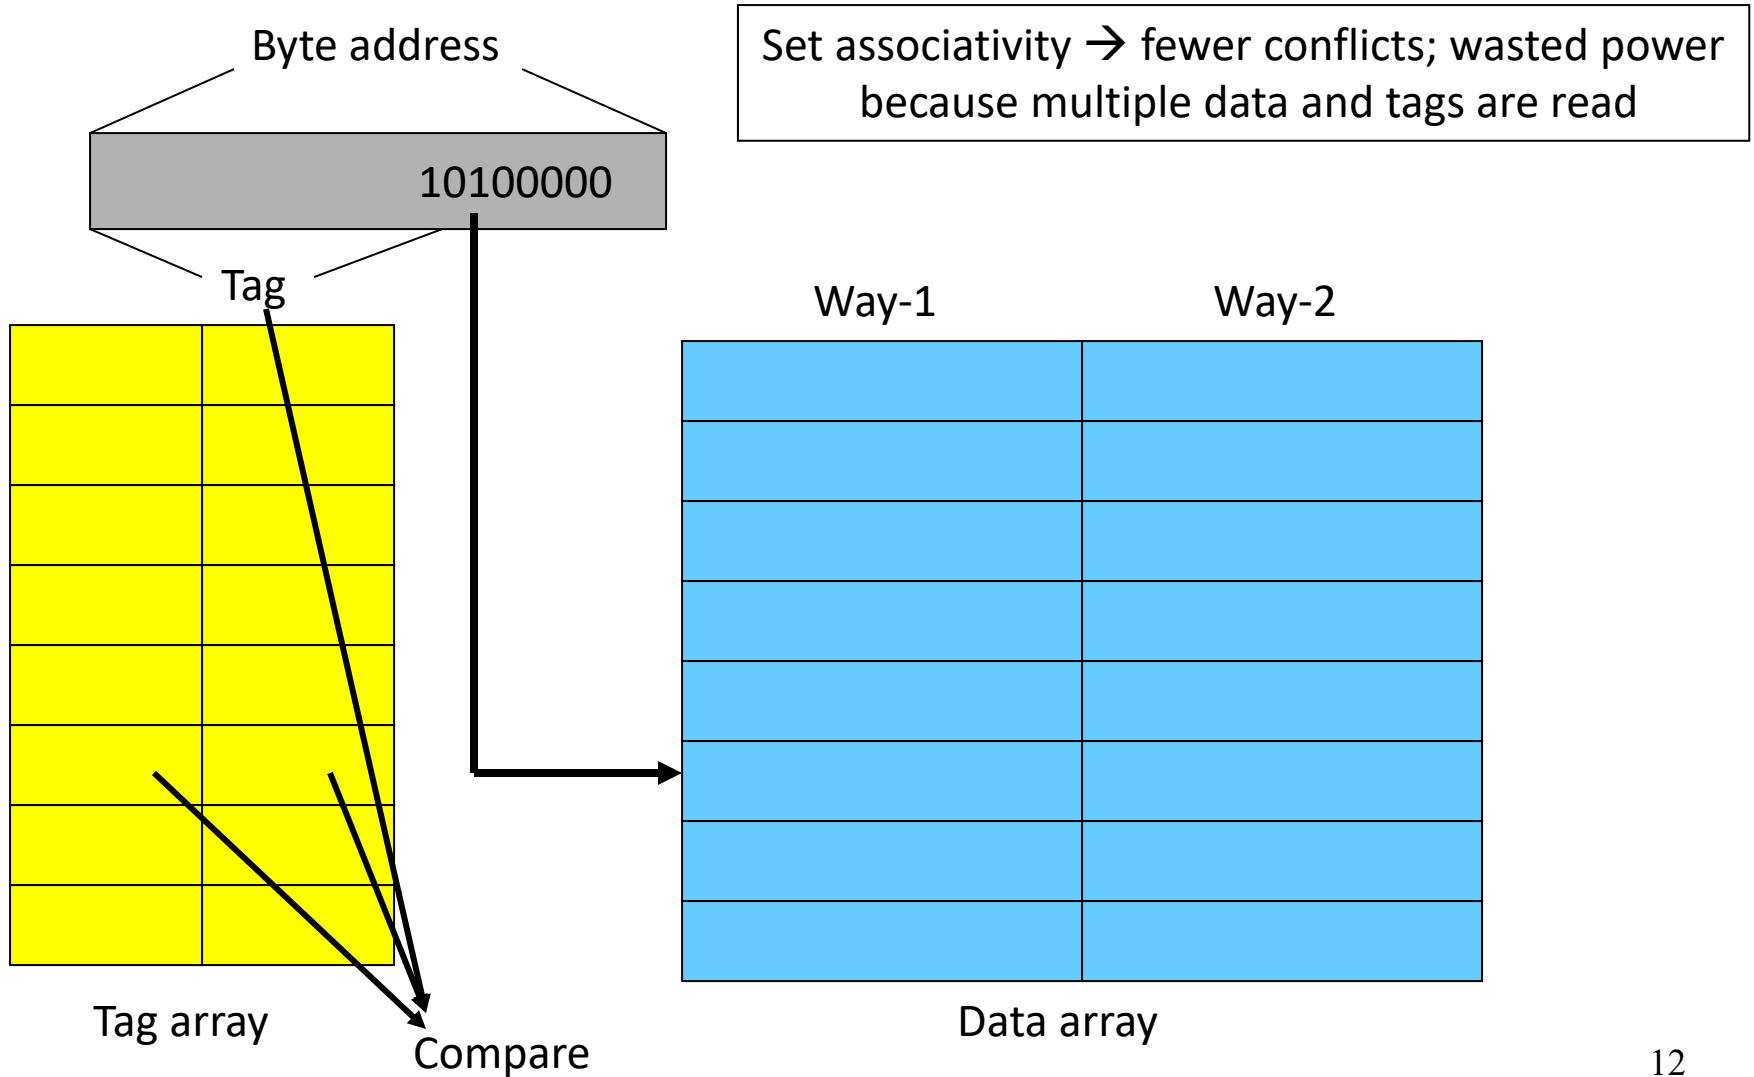 Byte address
Set associativity → fewer conflicts; wasted power
because multiple data and tags are read
10100000
Tag
Way-1
Way-2
Tag array
Data array
Compare
12